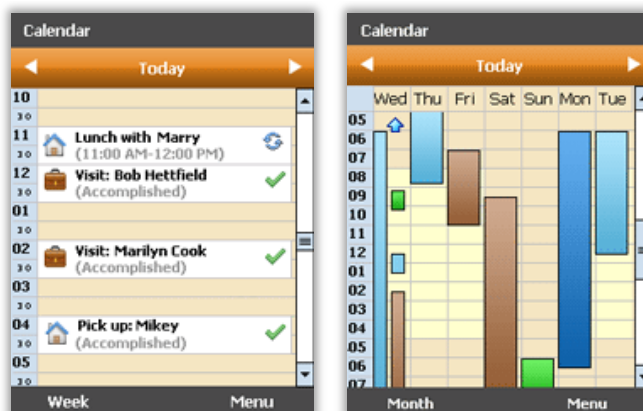 Calendar
Today
10
30
11
Lunch with Marry
30
(11:00 AM-12:00 PM)
12
Visit: Bob Hettfield
30
(Accomplished)
01
30
02
Visit: Marilyn Cook
30
(Accomplished)
03
30
04
Pick up: Mikey
30
(Accomplished)
05
30
Week Menu
Calendar
Today
Wed Thu Fri Sat Sun Mon Tue
05
06
07
08
09
10
11
12
01
02
03
04
05
06
07
Month Menu